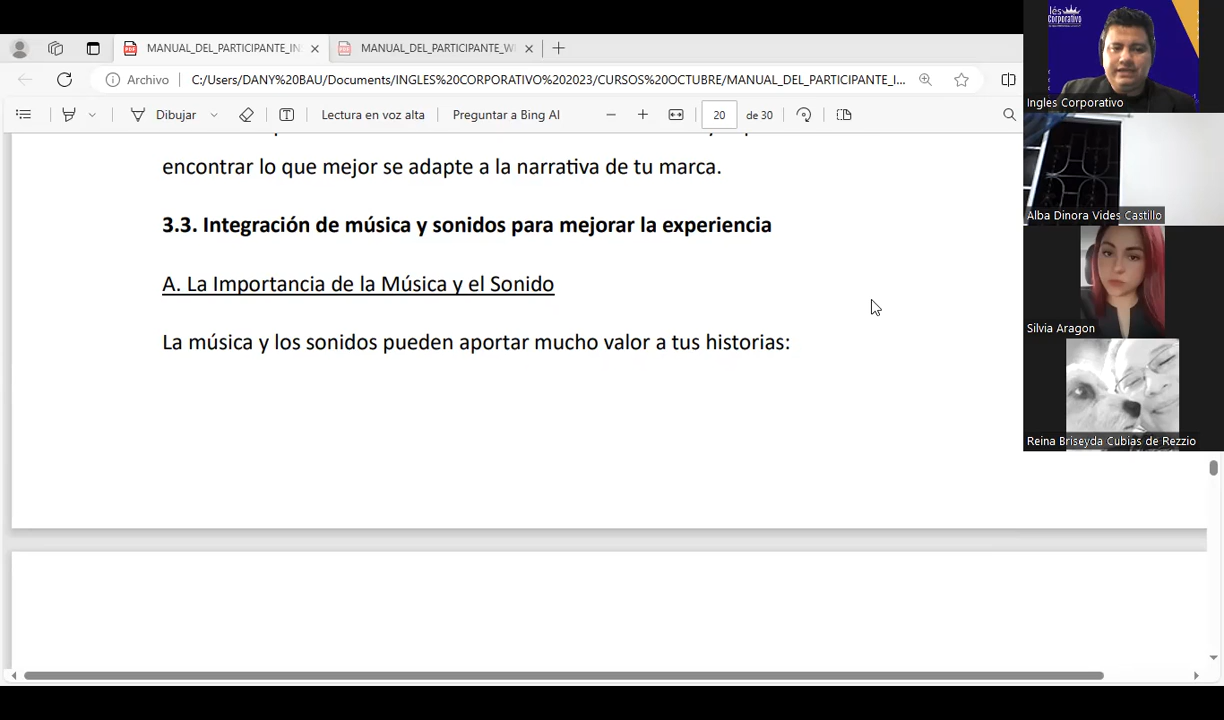 MANUAL_DEL_PARTICIPANTE_IN
MANUAL_DEL_PARTICIPANTE_W
Archivo
C:/Users/DANY%20BAU/Documents/INGLES%20CORPORATIVO%202023/CURSOS%20OCTUBRE/MANUAL_DEL_PARTICIPANTE_I...
Dibujar
Lectura en voz alta
Preguntar a Bing AI
20
de 30
encontrar lo que mejor se adapte a la narrativa de tu marca.
3.3. Integración de música y sonidos para mejorar la experiencia
A. La Importancia de la Música y el Sonido
La música y los sonidos pueden aportar mucho valor a tus historias:
lés
Corporativo
Ingles Corporativo
Alba Dinora Vides Castillo
Silvia Aragon
Reina Briseyda Cubias de Rezzio